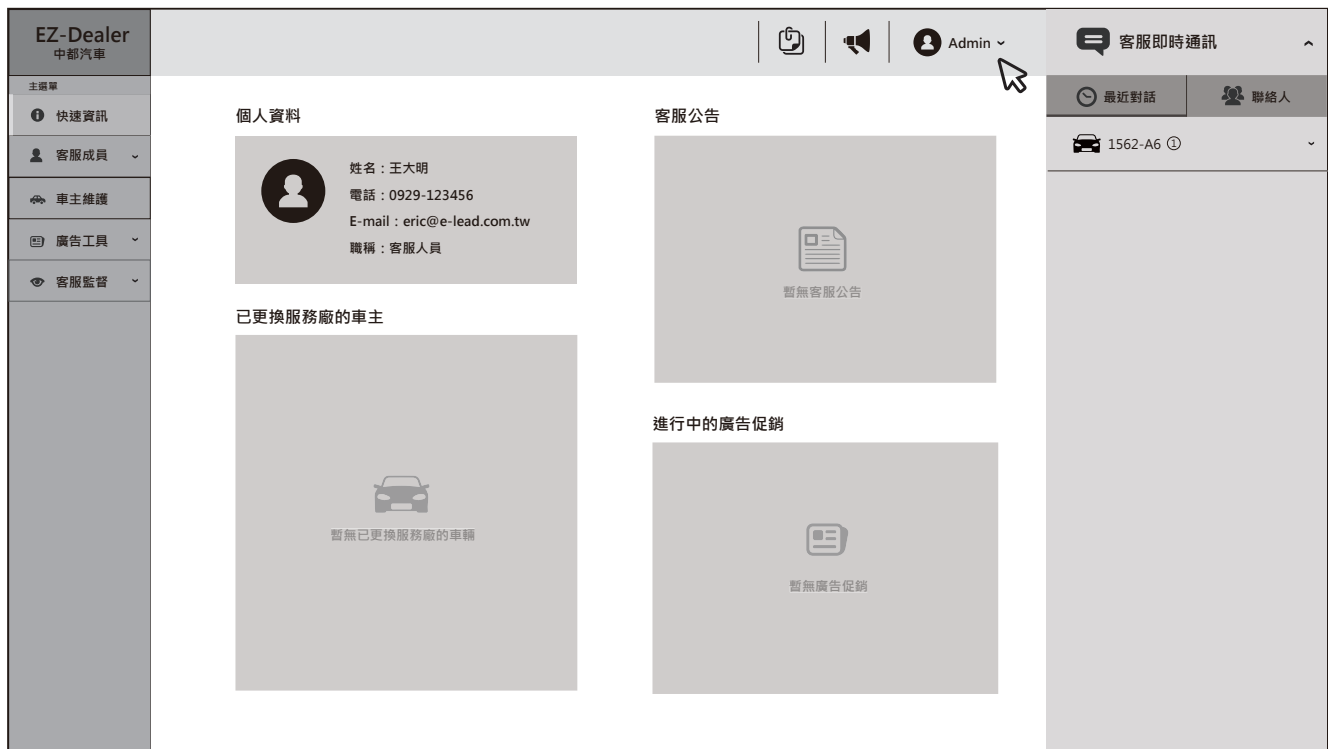 EZ-Dealer
中都汽車
主選單
快速資訊
客服成員
車主維護
廣告工具
客服監督
Admin
個人資料
姓名：王大明
電話：0929-123456
E-mail：eric@e-lead.com.tw
職稱：客服人員
已更換服務廠的車主
暫無已更換服務廠的車輛
客服公告
暫無客服公告
進行中的廣告促銷
暫無廣告促銷
客服即時通訊
最近對話
聯絡人
1562-A6 ①